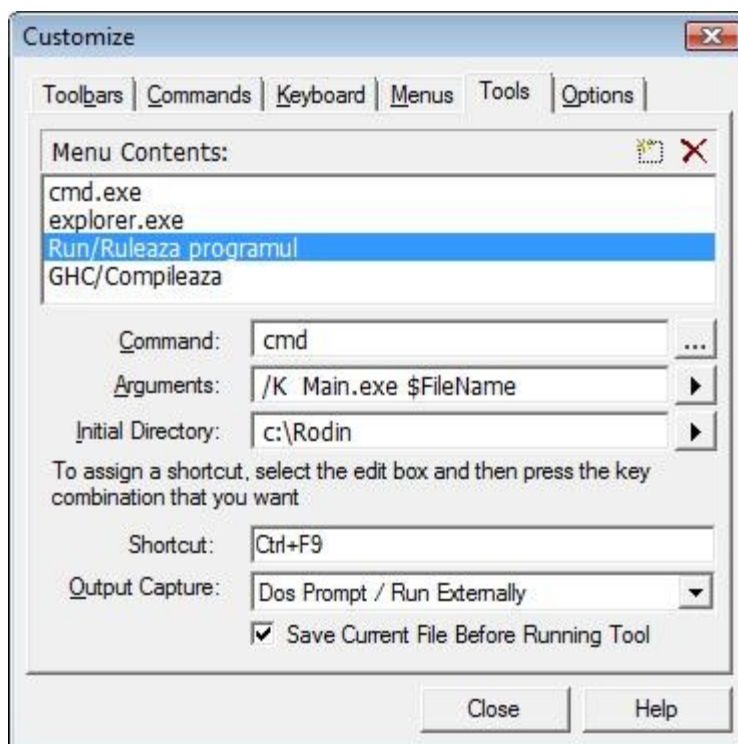 Customize
Toolbars Commands Keyboard Menus Tools Options
Menu Contents:
cmd.exe
explorer.exe
Run/Ruleaza programul
GHC/Compileaza
Command: cmd ...
Arguments: /K Main.exe $FileName
Initial Directory: c:\Rodin
To assign a shortcut, select the edit box and then press the key
combination that you want
Shortcut: Ctrl+F9
Output Capture: Dos Prompt / Run Externally
Save Current File Before Running Tool
Close Help